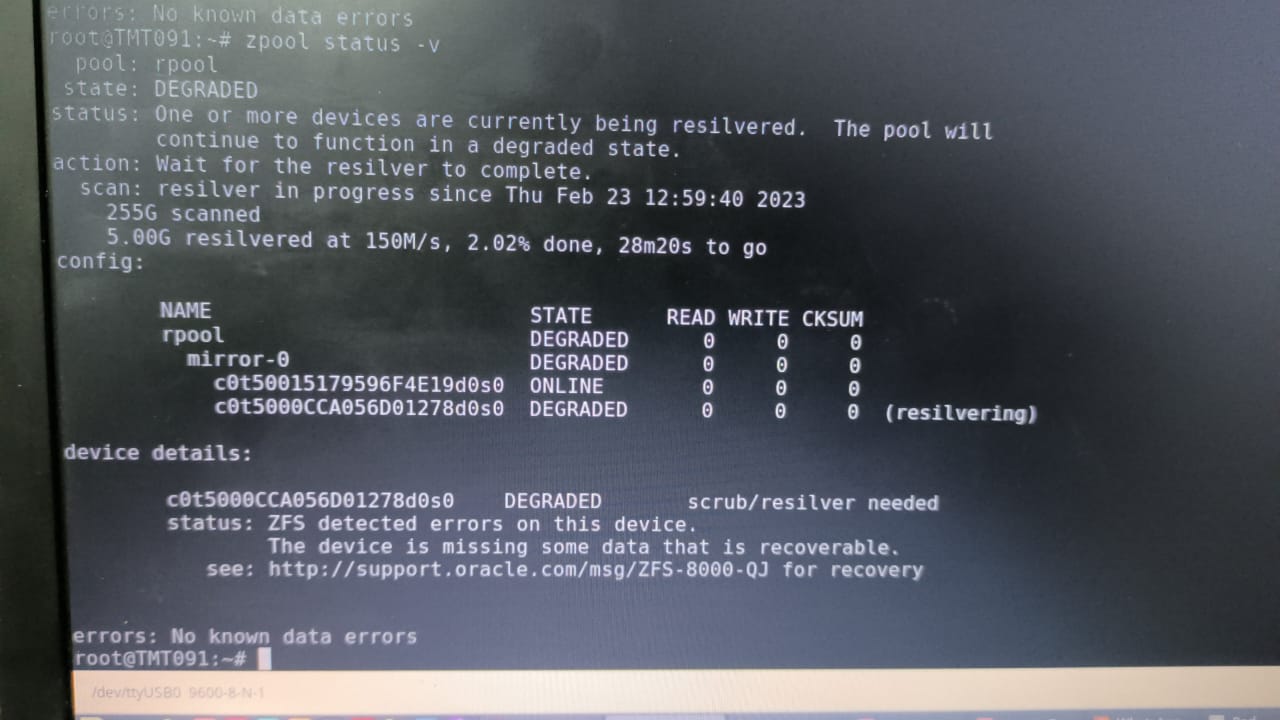 errors: No known data errors
root@TMT091:~# zpool status -v
pool: rpool
state: DEGRADED
status: One or more devices are currently being resilvered. The pool will
continue to function in a degraded state.
action: Wait for the resilver to complete.
scan: resilver in progress since Thu Feb 23 12:59:40 2023
255G scanned
5.00G resilvered at 150M/s, 2.02% done, 28m20s to go
config:
NAME STATE READ WRITE CKSUM
rpool DEGRADED 0 0 0
mirror-0 DEGRADED 0 0 0
c0t50015179596F4E19d0s0 ONLINE 0 0 0
c0t5000CCA056D01278d0s0 DEGRADED 0 0 0 (resilvering)
device details:
c0t5000CCA056D01278d0s0 DEGRADED scrub/resilver needed
status: ZFS detected errors on this device.
The device is missing some data that is recoverable.
see: http://support.oracle.com/msg/ZFS-8000-QJ for recovery
errors: No known data errors
root@TMT091:~#
/dev/ttyUSB0 9600-8-N-1